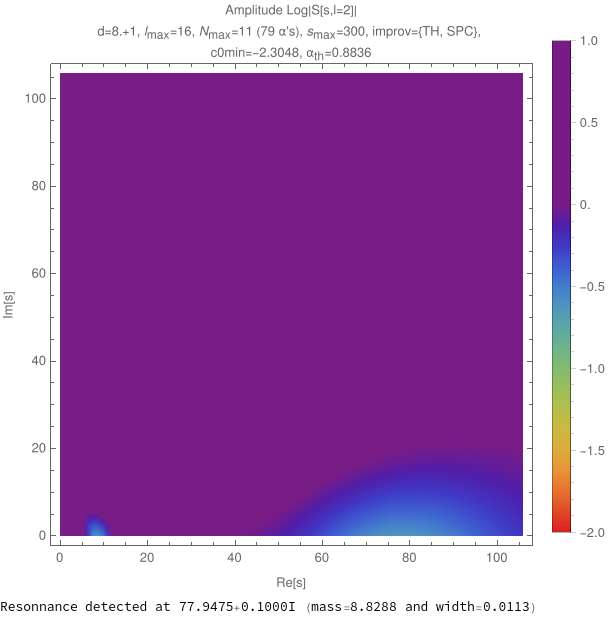 Amplitude Log|S[s,l=2]|
d=8.+1, lmax=16, Nmax=11 (79 α's), smax=300, improv={TH, SPC},
c0min=−2.3048, αth=0.8836
1.0
0.5
0.
−0.5
−1.0
−1.5
−2.0
100
80
60
40
20
0
Im[s]
0 20 40 60 80 100
Re[s]
Resonnance detected at 77.9475+0.1000I (mass=8.8288 and width=0.0113)